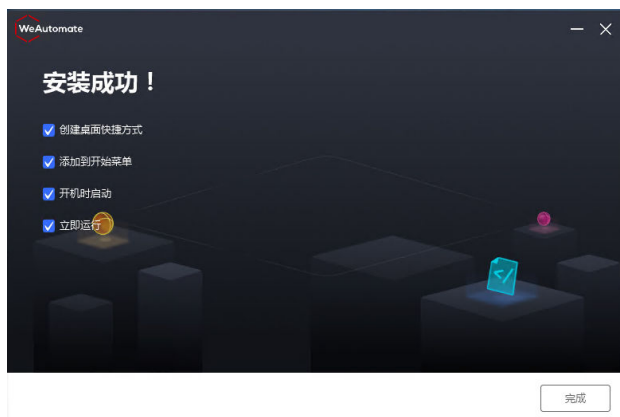 WeAutomate
安装成功！
创建桌面快捷方式
添加到开始菜单
开机时启动
立即运行
</>
完成